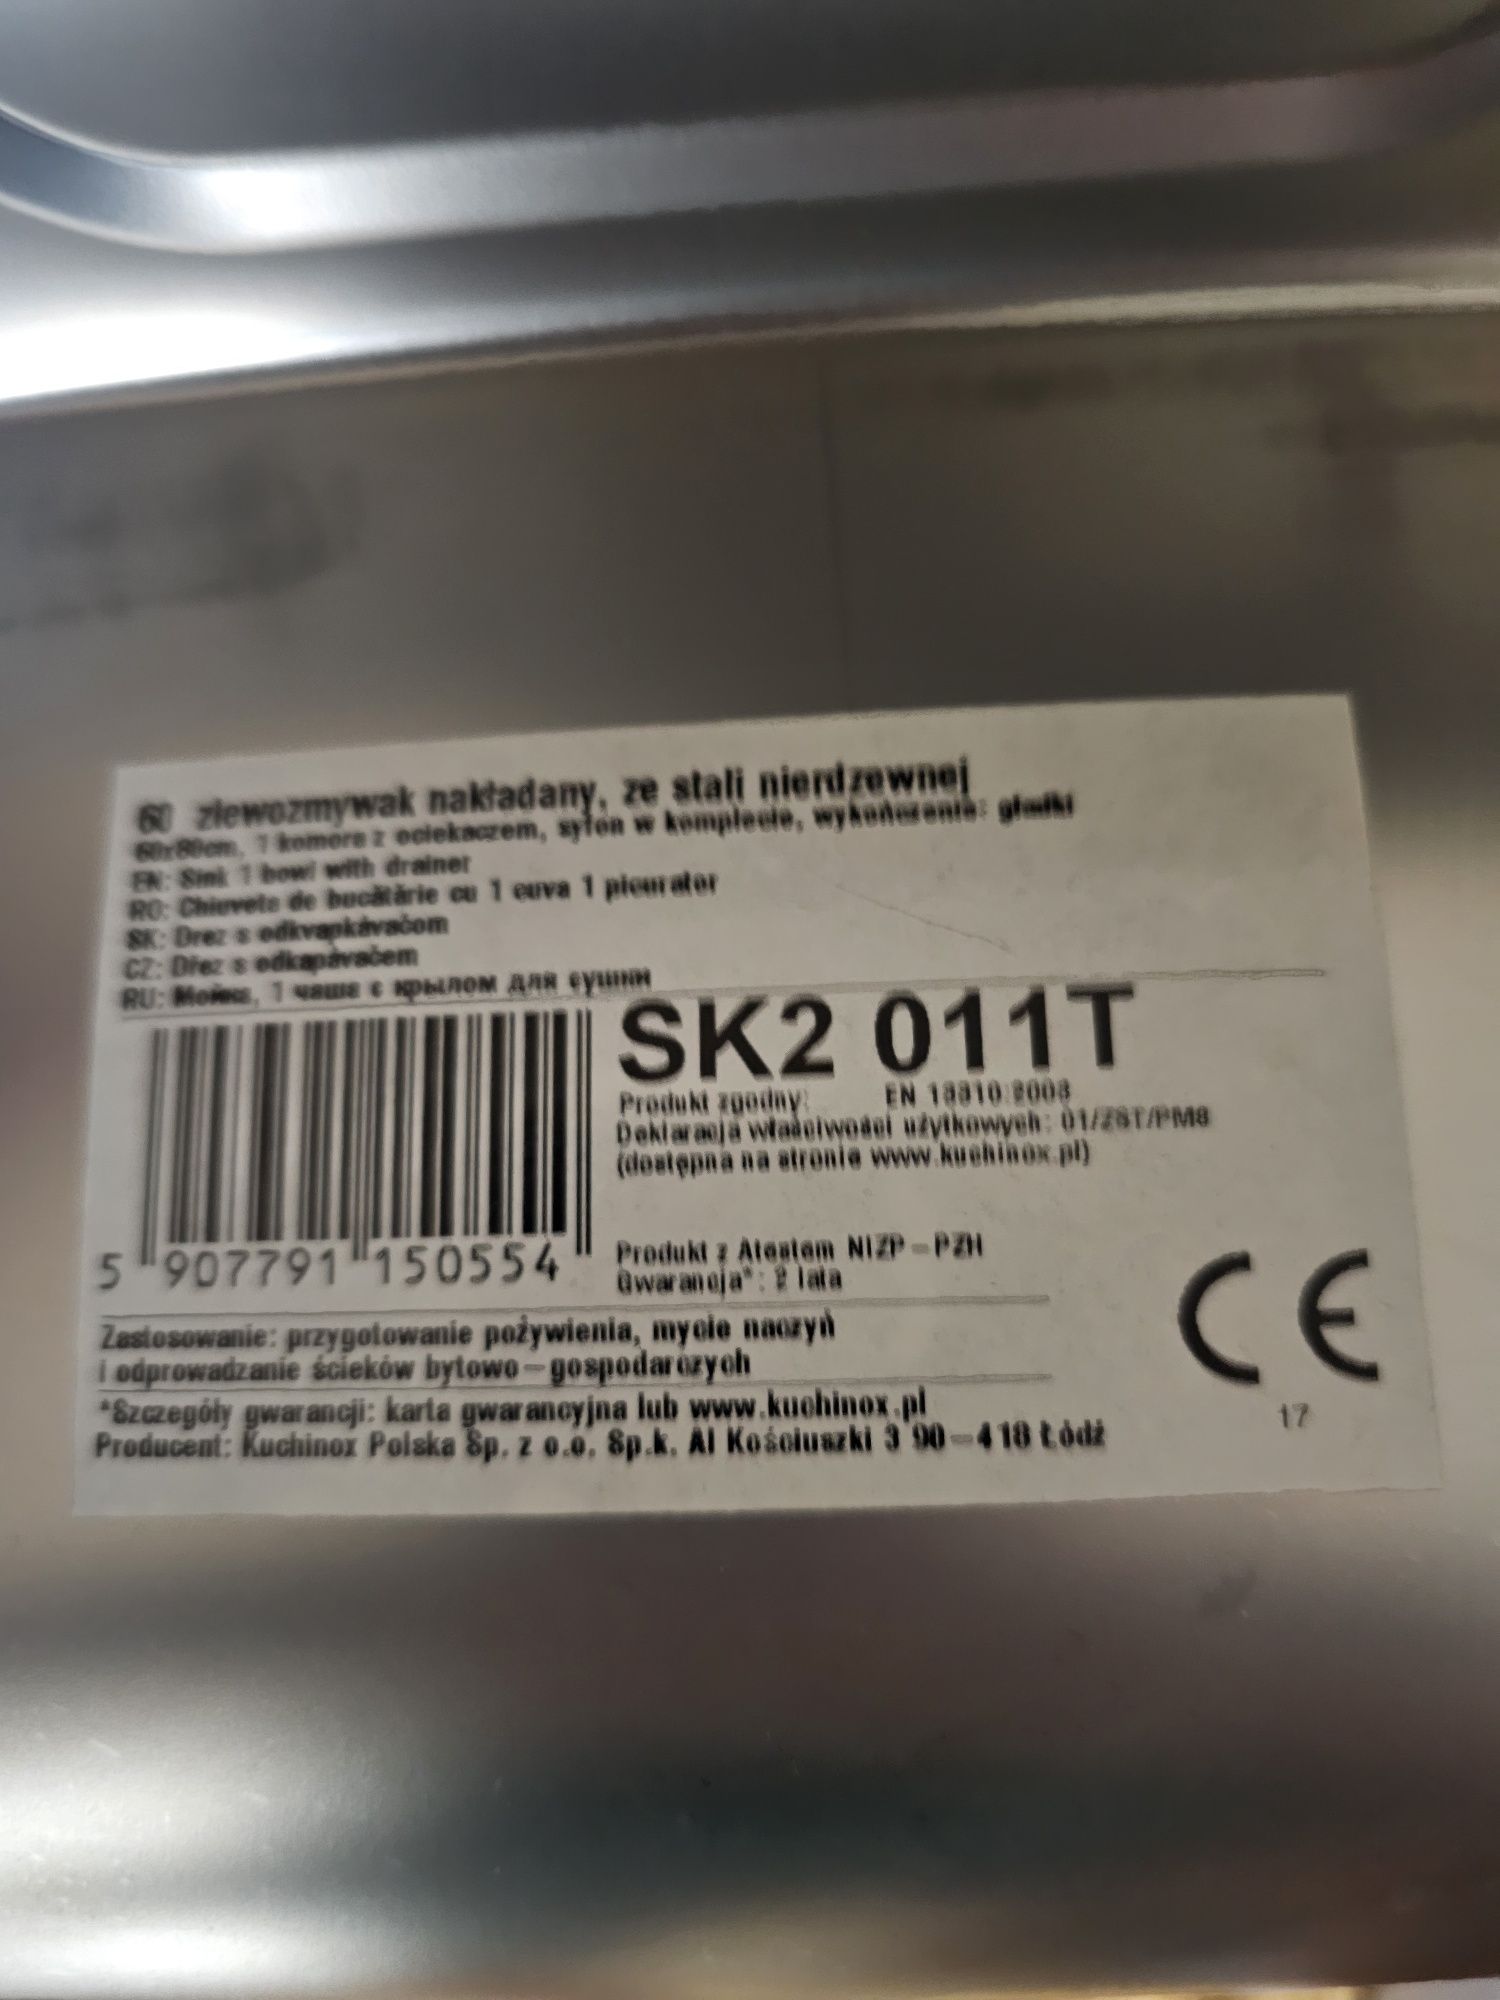 60 zlewozmywak nakładany, ze stali nierdzewnej
60x80cm, 1 komora z ociekaczem, syfon w komplecie, wykończenie: gładki
EN: Sink 1 bowl with drainer
RO: Chiuveta de bucătărie cu 1 cuva 1 picurator
SK: Drez s odkvapkávačom
CZ: Dřez s odkapávačem
RU: Мойка, 1 чаша с крылом для сушки
SK2 011T
Produkt zgodny: EN 13310:2003
Deklaracja właściwości użytkowych: 01/ZST/PM8
(dostępna na stronie www.kuchinox.pl)
5 907791 150554
Produkt z Atestem NIZP-PZH
Gwarancja*: 2 lata
Zastosowanie: przygotowanie pożywienia, mycie naczyń
i odprowadzanie ścieków bytowo-gospodarczych
CE
*Szczegóły gwarancji: karta gwarancyjna lub www.kuchinox.pl
17
Producent: Kuchinox Polska Sp. z o.o. Sp.k. Al Kościuszki 3 90-418 Łódź